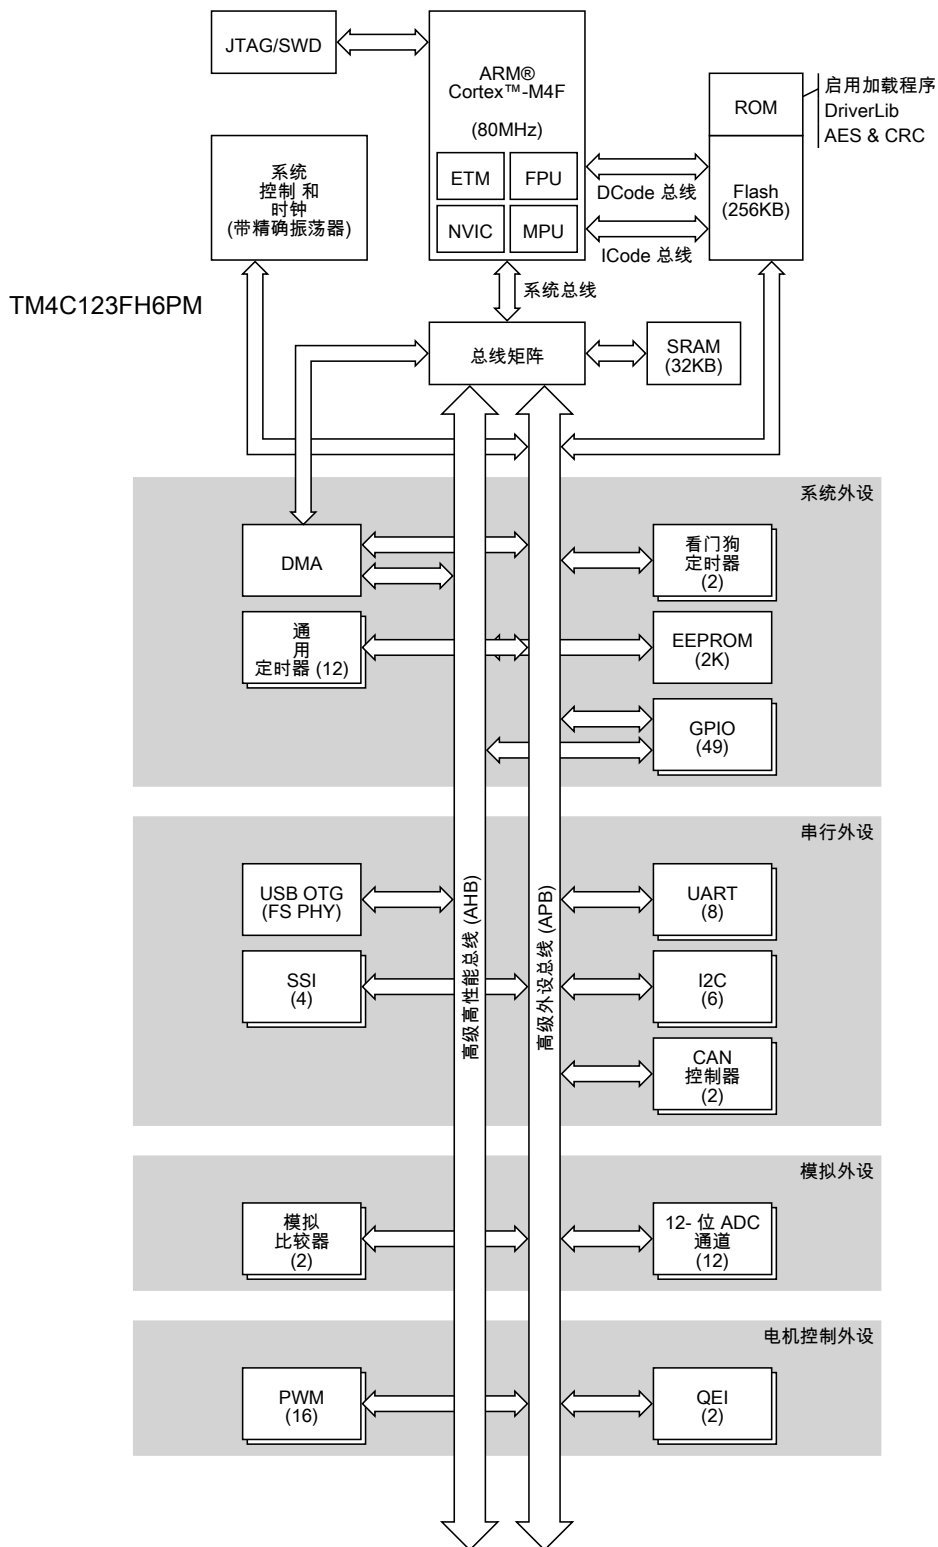 JTAG/SWD
ARM®
Cortex™-M4F
(80MHz)
ETM
FPU
NVIC
MPU
ROM
启用加载程序
DriverLib
AES & CRC
Flash
(256KB)
DCode 总线
ICode 总线
系统
控制 和
时钟
(带精确振荡器)
TM4C123FH6PM
系统总线
总线矩阵
SRAM
(32KB)
系统外设
DMA
看门狗
定时器
(2)
通
用
定时器 (12)
EEPROM
(2K)
GPIO
(49)
串行外设
高级高性能总线 (AHB)
高级外设总线 (APB)
USB OTG
(FS PHY)
UART
(8)
SSI
(4)
I2C
(6)
CAN
控制器
(2)
模拟外设
模拟
比较器
(2)
12- 位 ADC
通道
(12)
电机控制外设
PWM
(16)
QEI
(2)